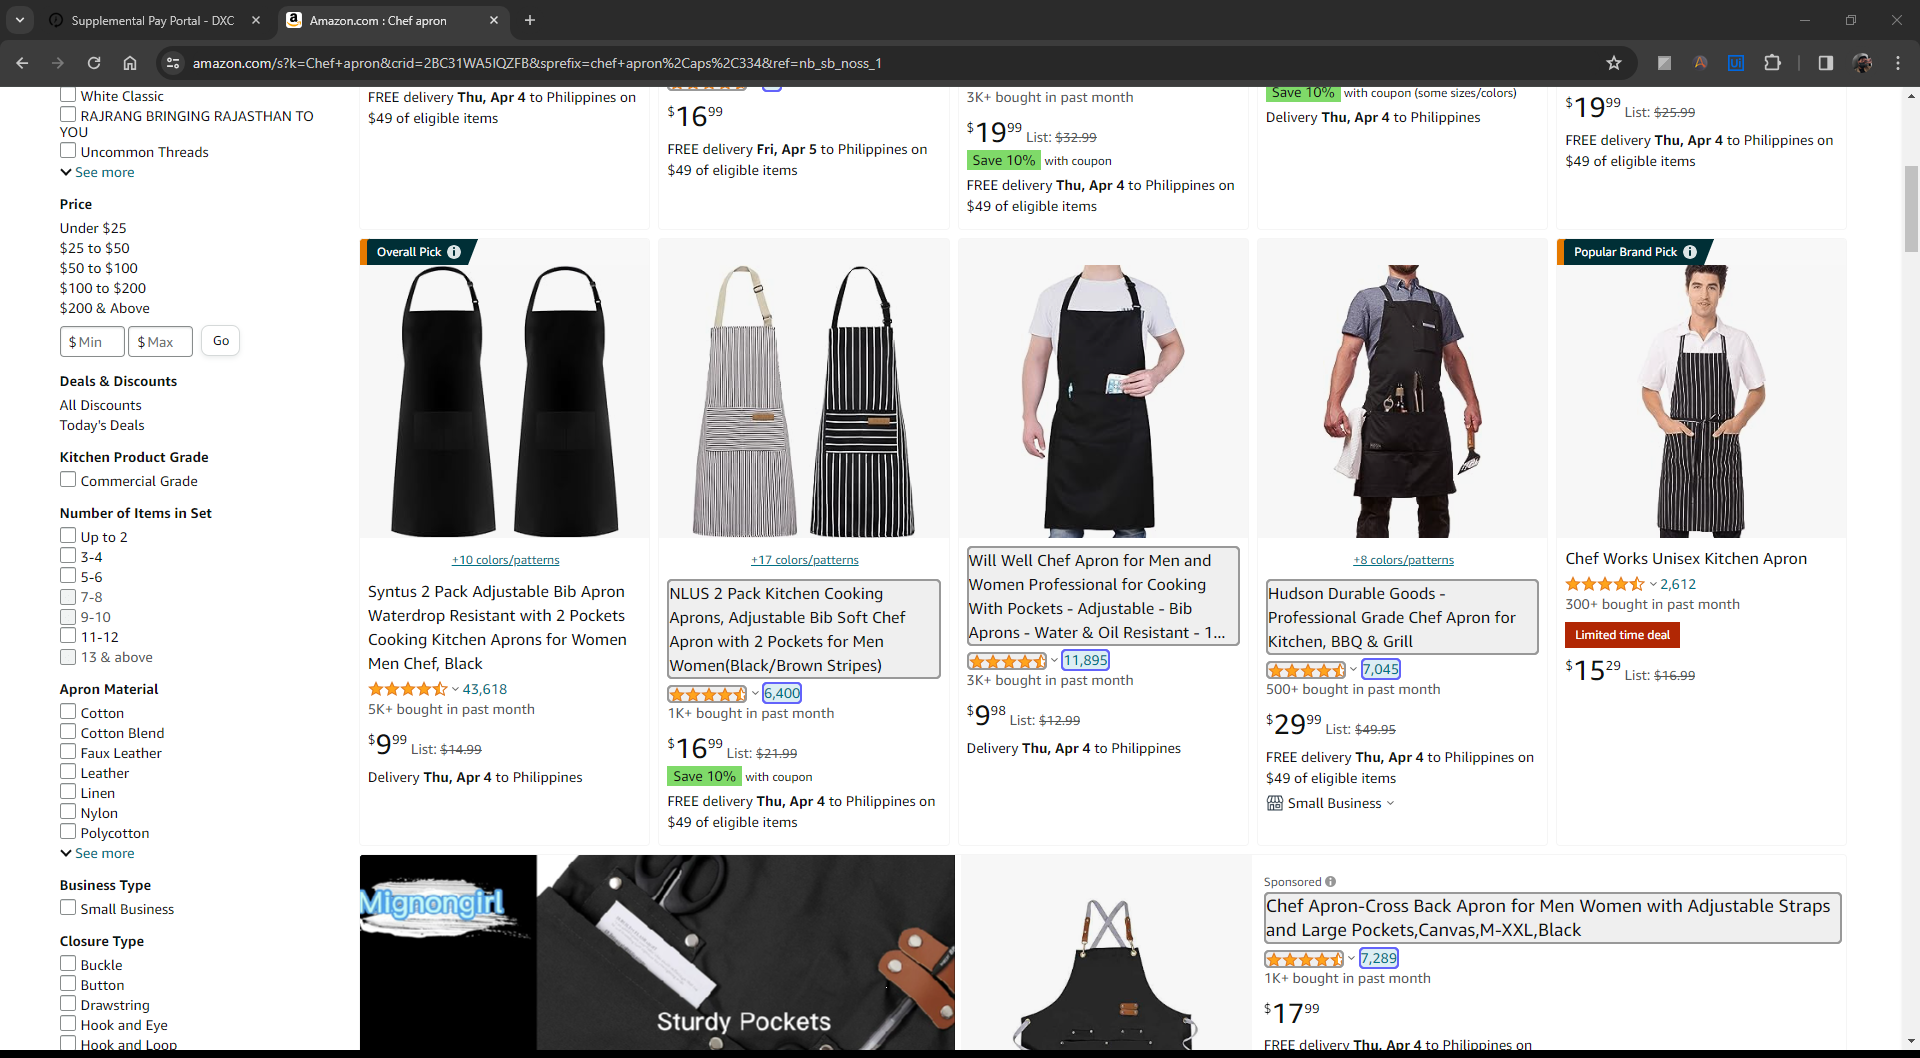 Supplemental Pay Portal - DXC
Amazon.com : Chef apron
amazon.com/s?k=Chef+apron&crid=2BC31WA5IQZFB&sprefix=chef+apron%2Caps%2C334&ref=nb_sb_noss_1
White Classic
RAJRANG BRINGING RAJASTHAN TO
YOU
Uncommon Threads
See more
Price
Under $25
$25 to $50
$50 to $100
$100 to $200
$200 & Above
$ Min
$ Max
Go
Deals & Discounts
All Discounts
Today's Deals
Kitchen Product Grade
Commercial Grade
Number of Items in Set
Up to 2
3-4
5-6
7-8
9-10
11-12
13 & above
Apron Material
Cotton
Cotton Blend
Faux Leather
Leather
Linen
Nylon
Polycotton
See more
Business Type
Small Business
Closure Type
Buckle
Button
Drawstring
Hook and Eye
Hook and Loop
FREE delivery Thu, Apr 4 to Philippines on
$49 of eligible items
$16 99
FREE delivery Fri, Apr 5 to Philippines on
$49 of eligible items
3K+ bought in past month
$19 99 List: $32.99
Save 10% with coupon
FREE delivery Thu, Apr 4 to Philippines on
$49 of eligible items
Save 10% with coupon (some sizes/colors)
Delivery Thu, Apr 4 to Philippines
$19 99 List: $25.99
FREE delivery Thu, Apr 4 to Philippines on
$49 of eligible items
Overall Pick
+10 colors/patterns
Syntus 2 Pack Adjustable Bib Apron
Waterdrop Resistant with 2 Pockets
Cooking Kitchen Aprons for Women
Men Chef, Black
43,618
5K+ bought in past month
$9 99 List: $14.99
Delivery Thu, Apr 4 to Philippines
+17 colors/patterns
NLUS 2 Pack Kitchen Cooking
Aprons, Adjustable Bib Soft Chef
Apron with 2 Pockets for Men
Women(Black/Brown Stripes)
6,400
1K+ bought in past month
$16 99 List: $21.99
Save 10% with coupon
FREE delivery Thu, Apr 4 to Philippines on
$49 of eligible items
Will Well Chef Apron for Men and
Women Professional for Cooking
With Pockets - Adjustable - Bib
Aprons - Water & Oil Resistant - 1...
11,895
3K+ bought in past month
$9 98 List: $12.99
Delivery Thu, Apr 4 to Philippines
+8 colors/patterns
Hudson Durable Goods -
Professional Grade Chef Apron for
Kitchen, BBQ & Grill
7,045
500+ bought in past month
$29 99 List: $49.95
FREE delivery Thu, Apr 4 to Philippines on
$49 of eligible items
Small Business
Popular Brand Pick
Chef Works Unisex Kitchen Apron
2,612
300+ bought in past month
Limited time deal
$15 29 List: $16.99
Mignongirl
Sturdy Pockets
Sponsored
Chef Apron-Cross Back Apron for Men Women with Adjustable Straps
and Large Pockets,Canvas,M-XXL,Black
7,289
1K+ bought in past month
$17 99
FREE delivery Thu, Apr 4 to Philippines on